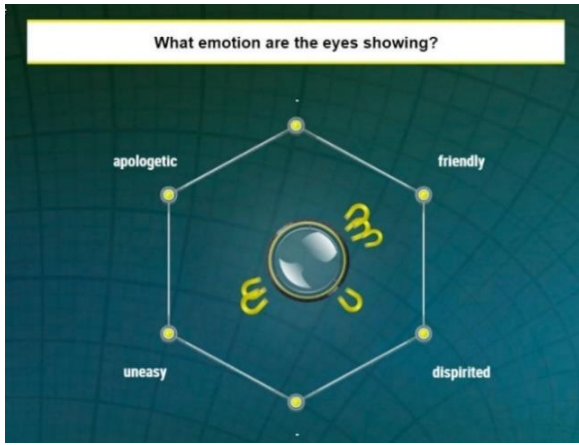 What emotion are the eyes showing?
apologetic
friendly
uneasy
dispirited